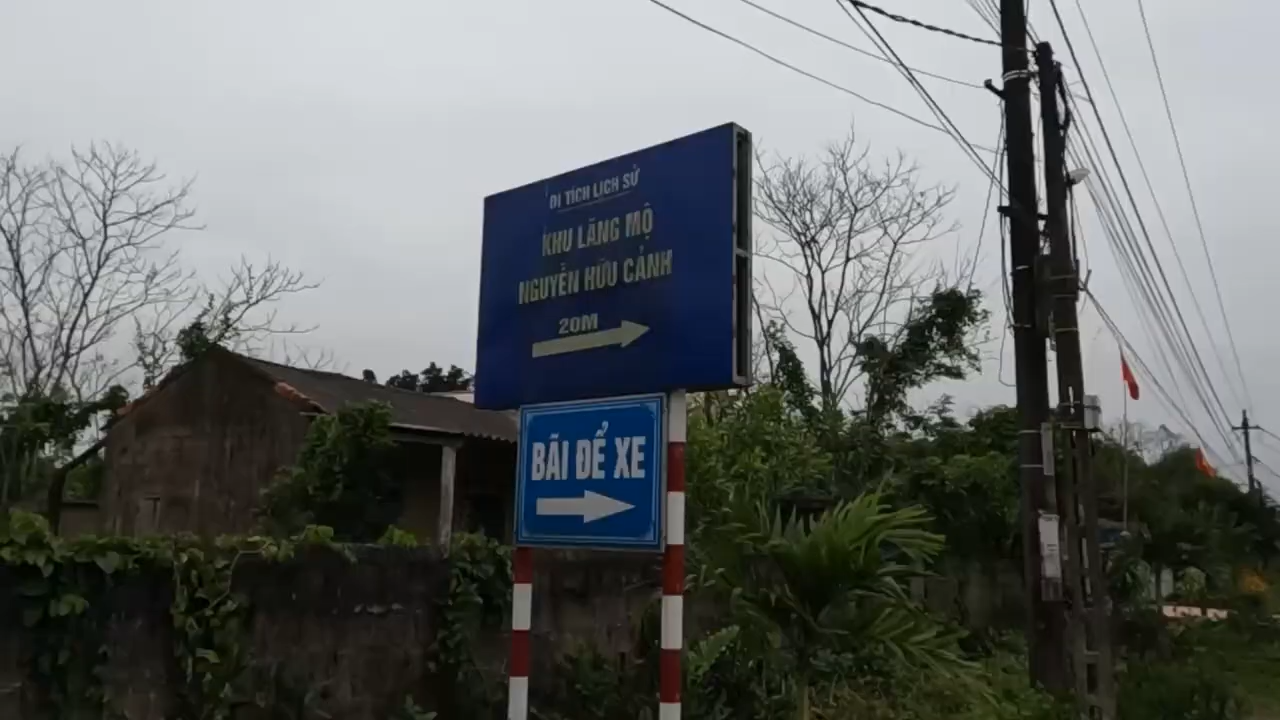 DI TÍCH LỊCH SỬ
KHU LĂNG MỘ
NGUYỄN HỮU CẢNH
20M
BÃI ĐỂ XE